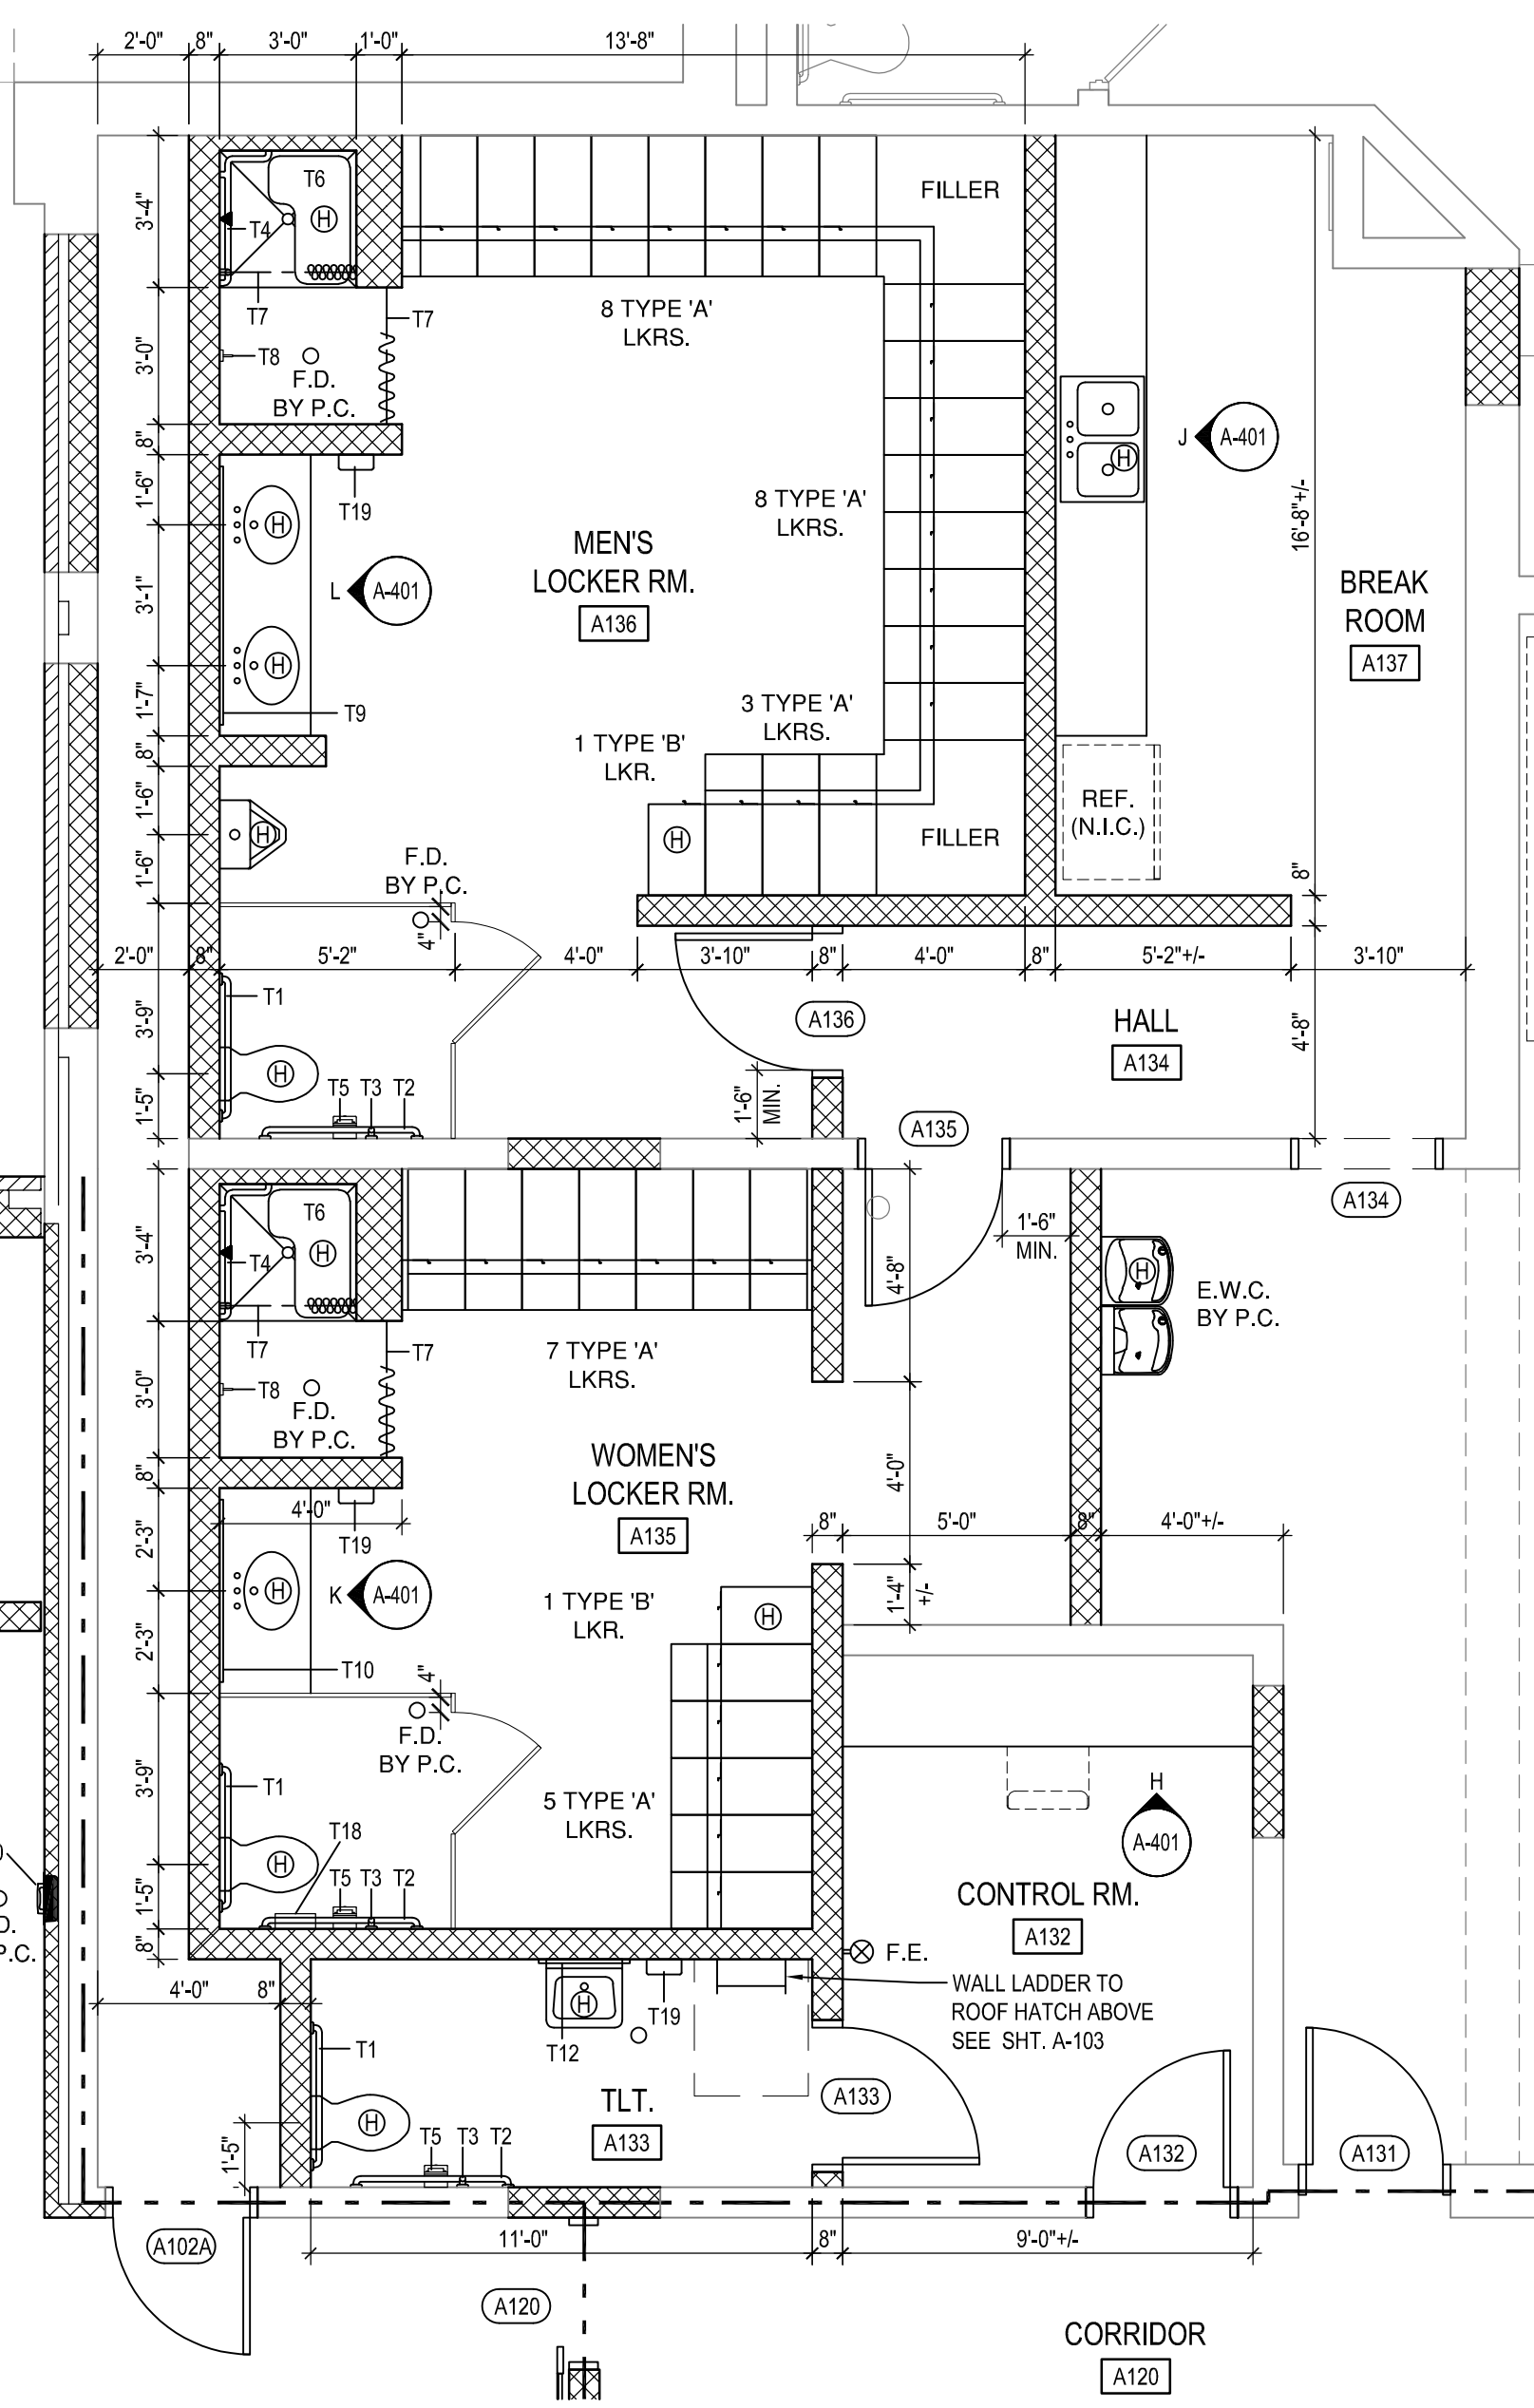 2'-0" 8" 3'-0" 1'-0" 13'-8"
3'-4"
T6
H
T4
T7
T7
3'-0"
T8
F.D.
BY P.C.
8"
8 TYPE 'A'
LKRS.
FILLER
1'-6"
T19
H
8 TYPE 'A'
LKRS.
MEN'S
LOCKER RM.
A136
L A-401
3'-1"
H
1'-7"
T9
8"
3 TYPE 'A'
LKRS.
1 TYPE 'B'
LKR.
H
FILLER
1'-6"
H
1'-6"
F.D.
BY P.C.
4"
H
J A-401
16'-8"+/-
BREAK
ROOM
A137
REF.
(N.I.C.)
8"
2'-0" 8" 5'-2" 4'-0" 3'-10" 8" 4'-0" 8" 5'-2"+/- 3'-10"
T1
3'-9"
H
1'-5"
T5 T3 T2
1'-6"
MIN.
A136
HALL
A134
4'-8"
A135
A134
1'-6"
MIN.
3'-4"
T6
H
T4
T7
T7
3'-0"
T8
F.D.
BY P.C.
8"
7 TYPE 'A'
LKRS.
4'-8"
H
E.W.C.
BY P.C.
WOMEN'S
LOCKER RM.
A135
4'-0"
4'-0"
T19
2'-3"
H
K A-401
8" 5'-0" 8" 4'-0"+/-
1'-4"
+/-
1 TYPE 'B'
LKR.
H
2'-3"
T10
4"
F.D.
BY P.C.
3'-9"
T1
5 TYPE 'A'
LKRS.
T18
H
T5 T3 T2
1'-5"
8"
H
A-401
CONTROL RM.
A132
F.E.
WALL LADDER TO
ROOF HATCH ABOVE
SEE SHT. A-103
P.C.
4'-0" 8"
H
T19
T12
T1
TLT.
A133
H
T5 T3 T2
1'-5"
A133
A132
A131
A102A
11'-0" 8" 9'-0"+/-
A120
CORRIDOR
A120